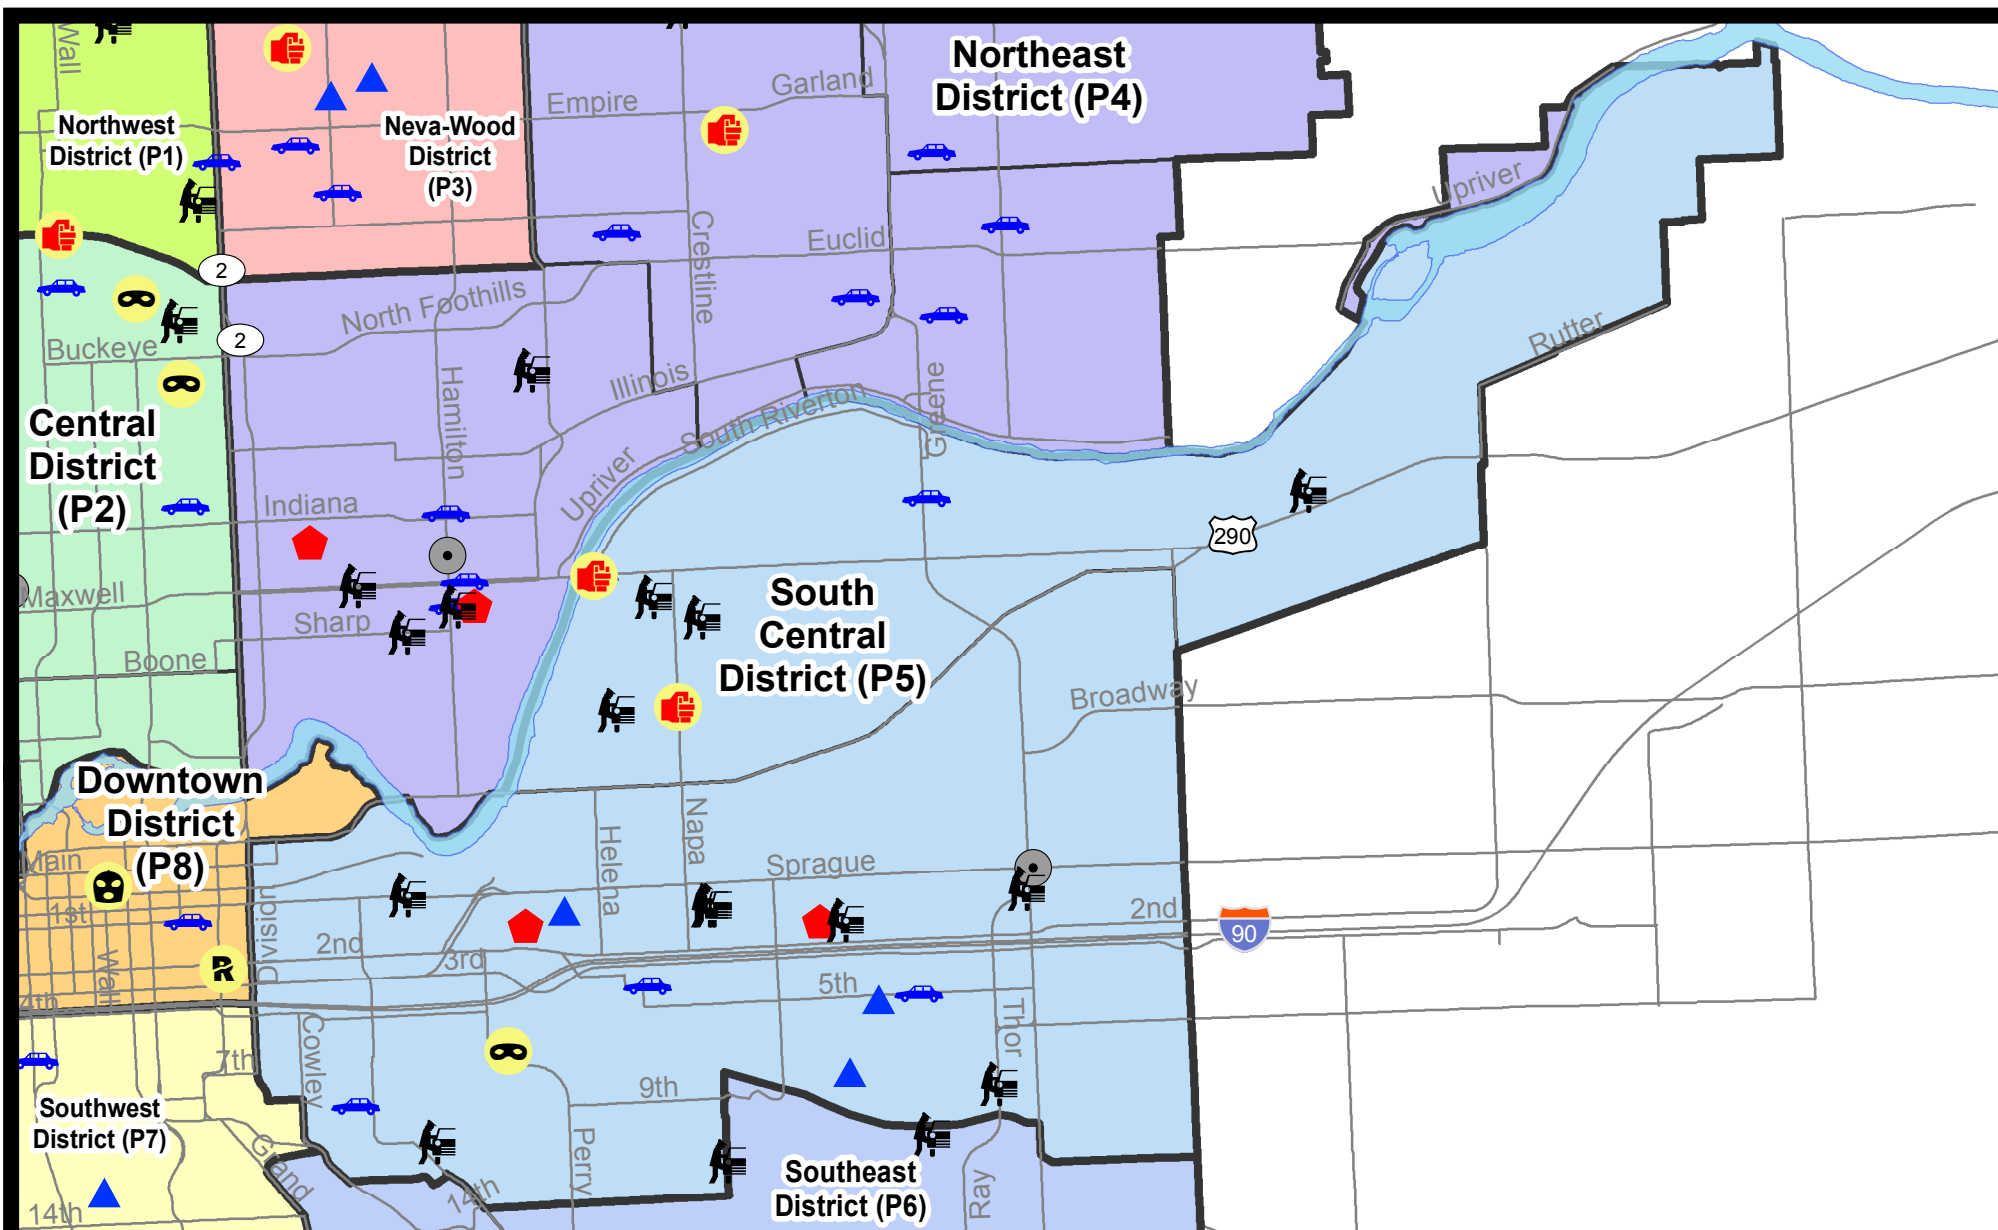 Wall
Northeast
District (P4)
Garland
Empire
Northwest
District (P1)
Neva-Wood
District
(P3)
Upriver
Crestline
Euclid
2
North Foothills
2
Buckeye
Rutter
Illinois
Hamilton
Greene
South Riverton
Central
District
(P2)
Upriver
Indiana
290
Maxwell
South
Central
District (P5)
Sharp
Boone
Broadway
Downtown
District
(P8)
Helena
Napa
Main
Sprague
1st
2nd
Division
2nd
90
3rd
Wall
R
5th
4th
Cowley
Thor
7th
9th
Southwest
District (P7)
Grand
Perry
Southeast
District (P6)
Ray
14th
14th